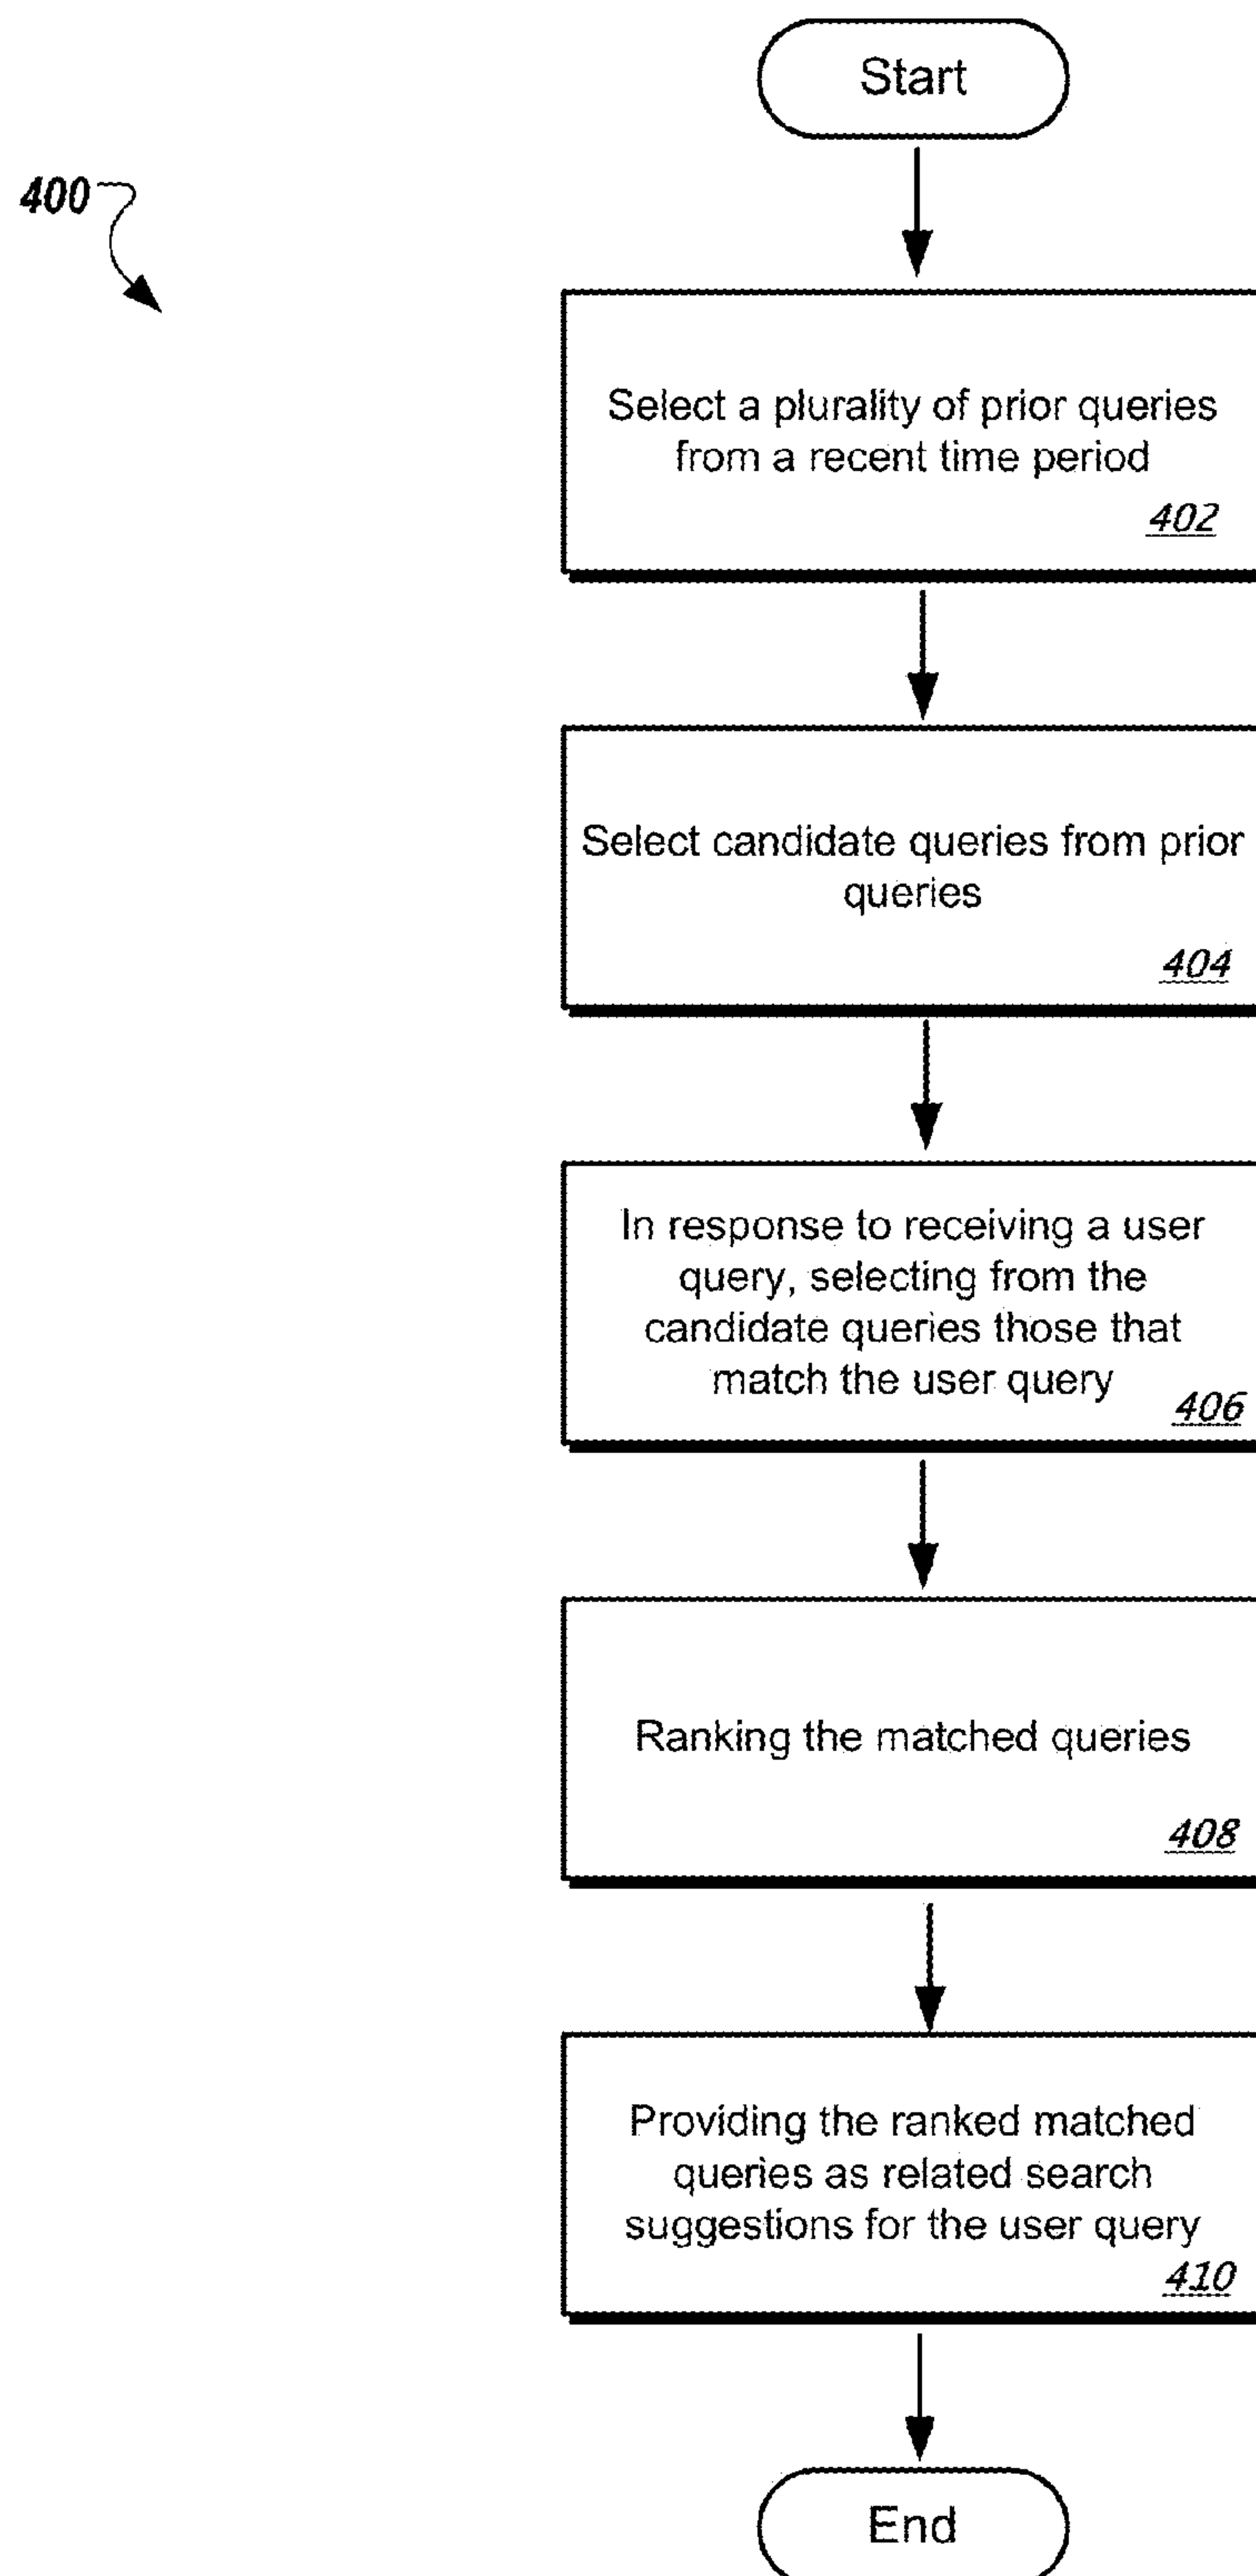 Start
400
Select a plurality of prior queries
from a recent time period
402
Select candidate queries from prior
queries
404
In response to receiving a user
query, selecting from the
candidate queries those that
match the user query
406
Ranking the matched queries
408
Providing the ranked matched
queries as related search
suggestions for the user query
410
End